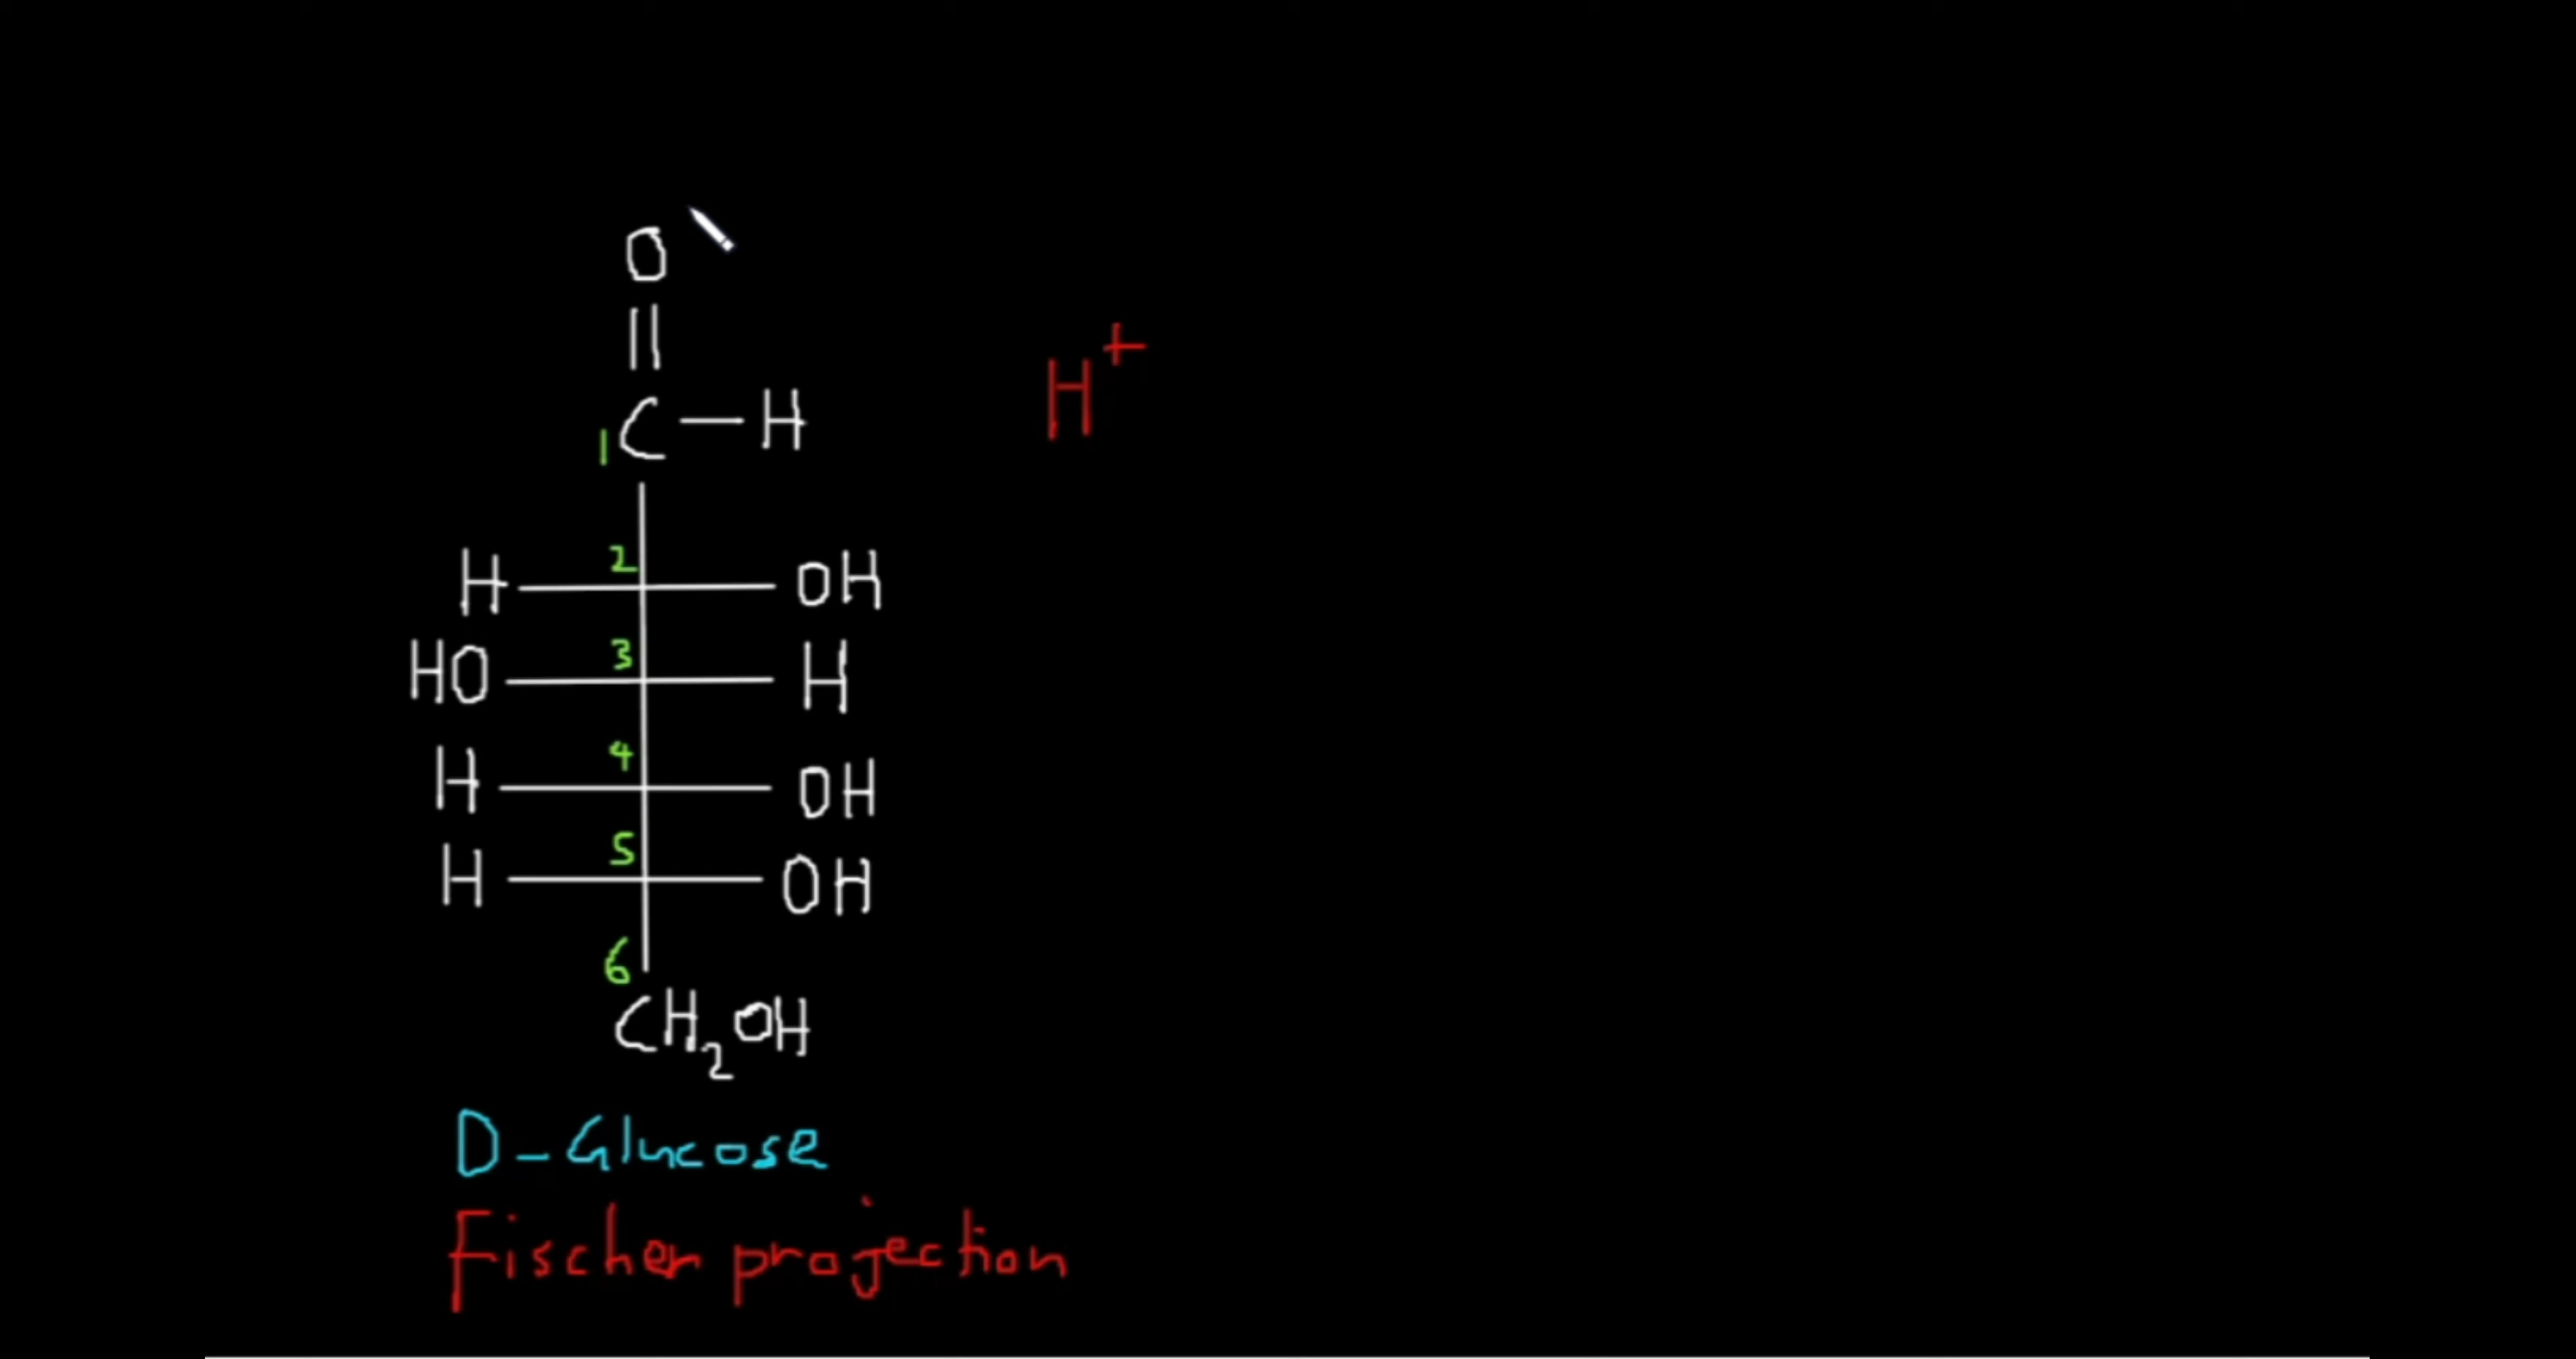 O
1 C — H
H⁺
H 2 OH
HO 3 H
H 4 OH
H 5 OH
6
CH₂OH
D-Glucose
Fischer projection